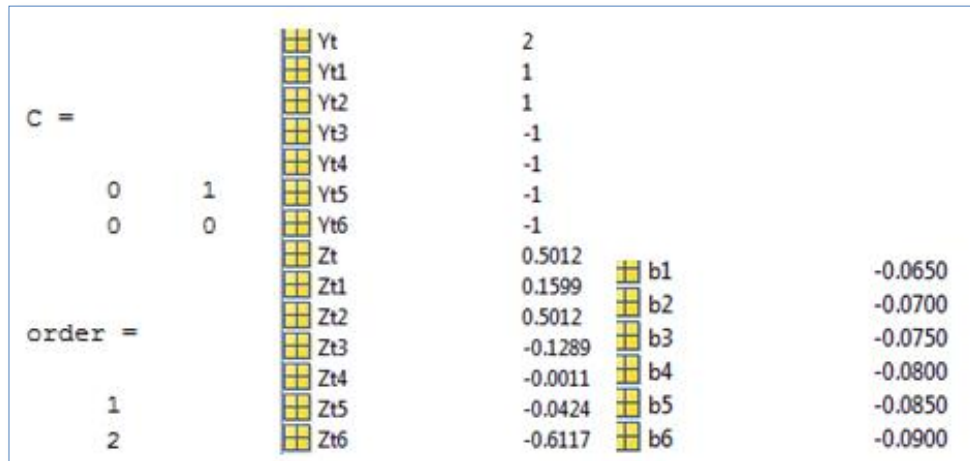 C =
0 1
0 0
order =
1
2
Yt 2
Yt1 1
Yt2 1
Yt3 -1
Yt4 -1
Yt5 -1
Yt6 -1
Zt 0.5012
Zt1 0.1599
Zt2 0.5012
Zt3 -0.1289
Zt4 -0.0011
Zt5 -0.0424
Zt6 -0.6117
b1 -0.0650
b2 -0.0700
b3 -0.0750
b4 -0.0800
b5 -0.0850
b6 -0.0900